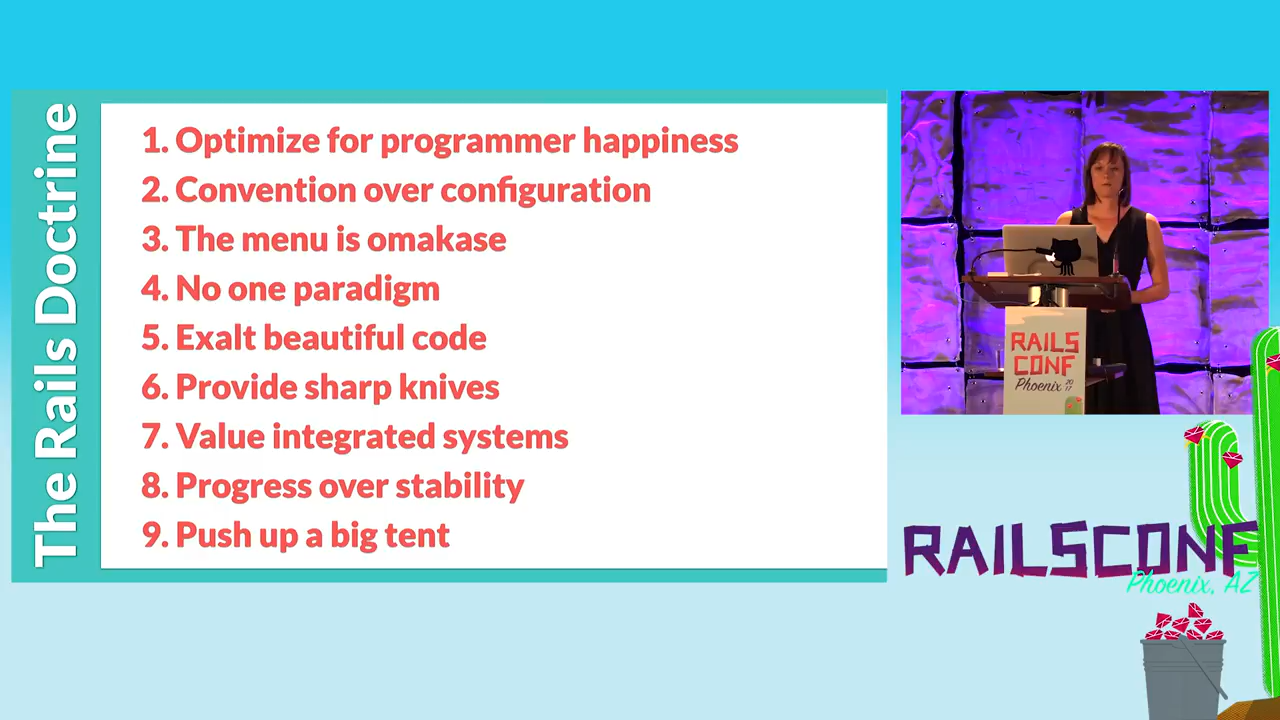 The Rails Doctrine
1. Optimize for programmer happiness
2. Convention over configuration
3. The menu is omakase
4. No one paradigm
5. Exalt beautiful code
6. Provide sharp knives
7. Value integrated systems
8. Progress over stability
9. Push up a big tent
RAILS
CONF
Phoenix 20
17
RAILSCONF
Phoenix, AZ